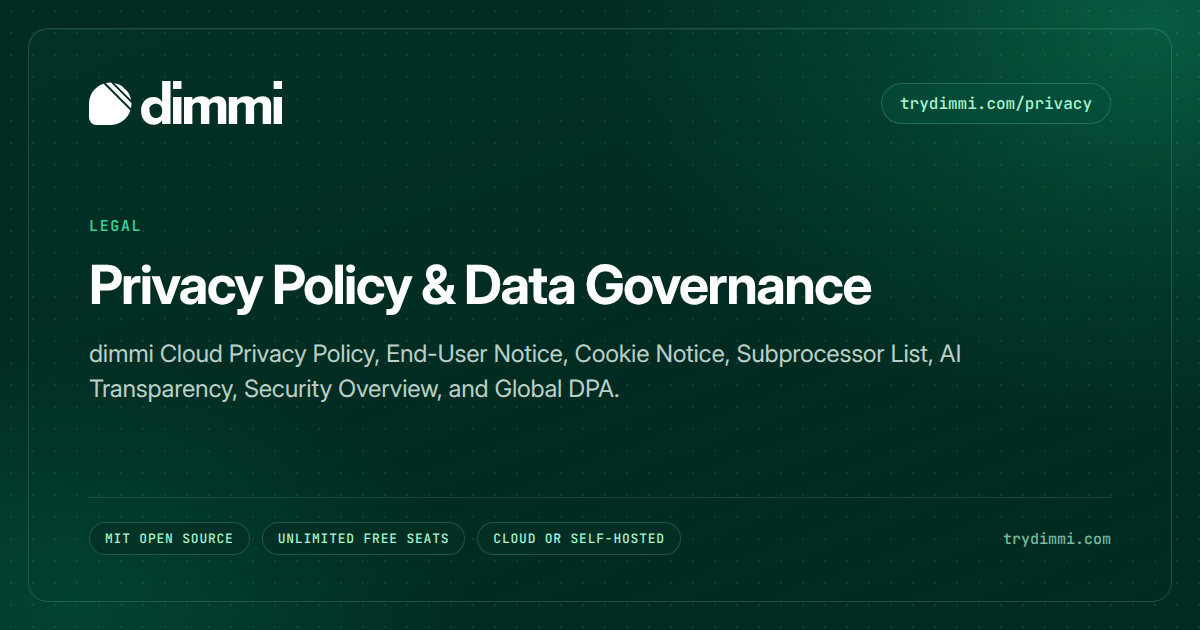 dimmi
trydimmi.com/privacy
LEGAL
Privacy Policy & Data Governance
dimmi Cloud Privacy Policy, End-User Notice, Cookie Notice, Subprocessor List, AI
Transparency, Security Overview, and Global DPA.
MIT OPEN SOURCE
UNLIMITED FREE SEATS
CLOUD OR SELF-HOSTED
trydimmi.com